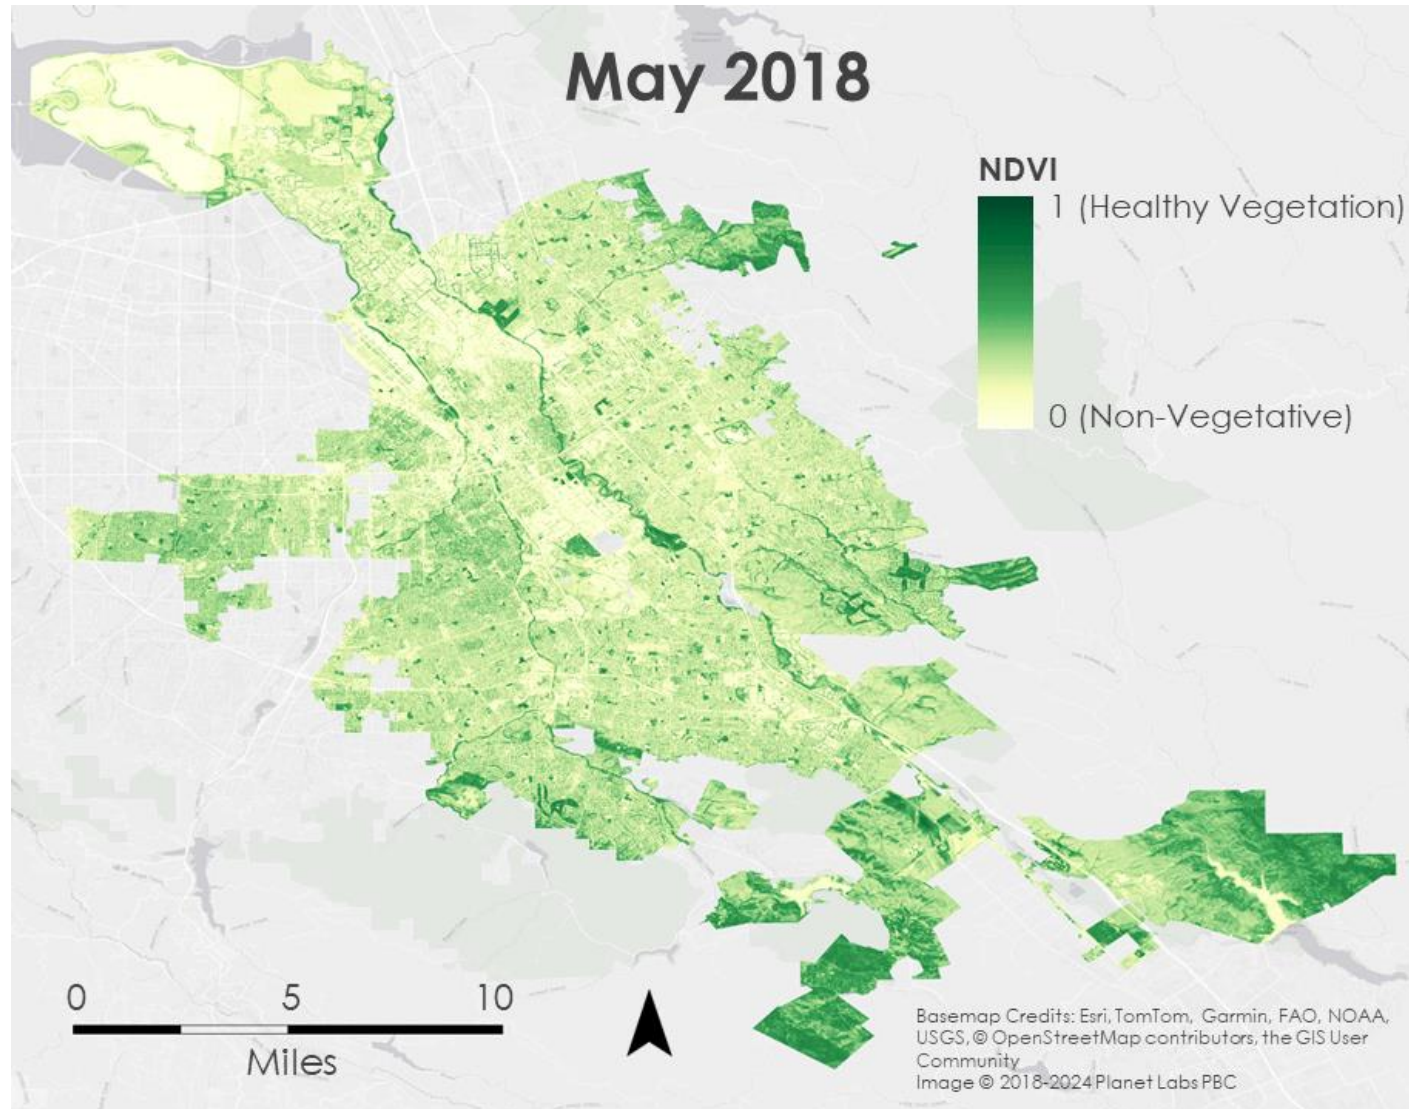 May 2018
NDVI
1 (Healthy Vegetation)
0 (Non-Vegetative)
0 5 10
Miles
Basemap Credits: Esri, TomTom, Garmin, FAO, NOAA,
USGS, © OpenStreetMap contributors, the GIS User
Community
Image © 2018-2024 Planet Labs PBC